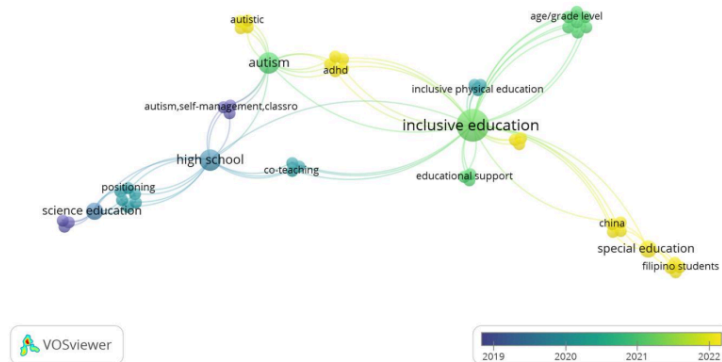 age/grade level
autistic
autism
adhd
inclusive physical education
autism,self-management,classro
inclusive education
high school
co-teaching
educational support
positioning
science education
china
special education
filipino students
VOSviewer
2019 2020 2021 2022